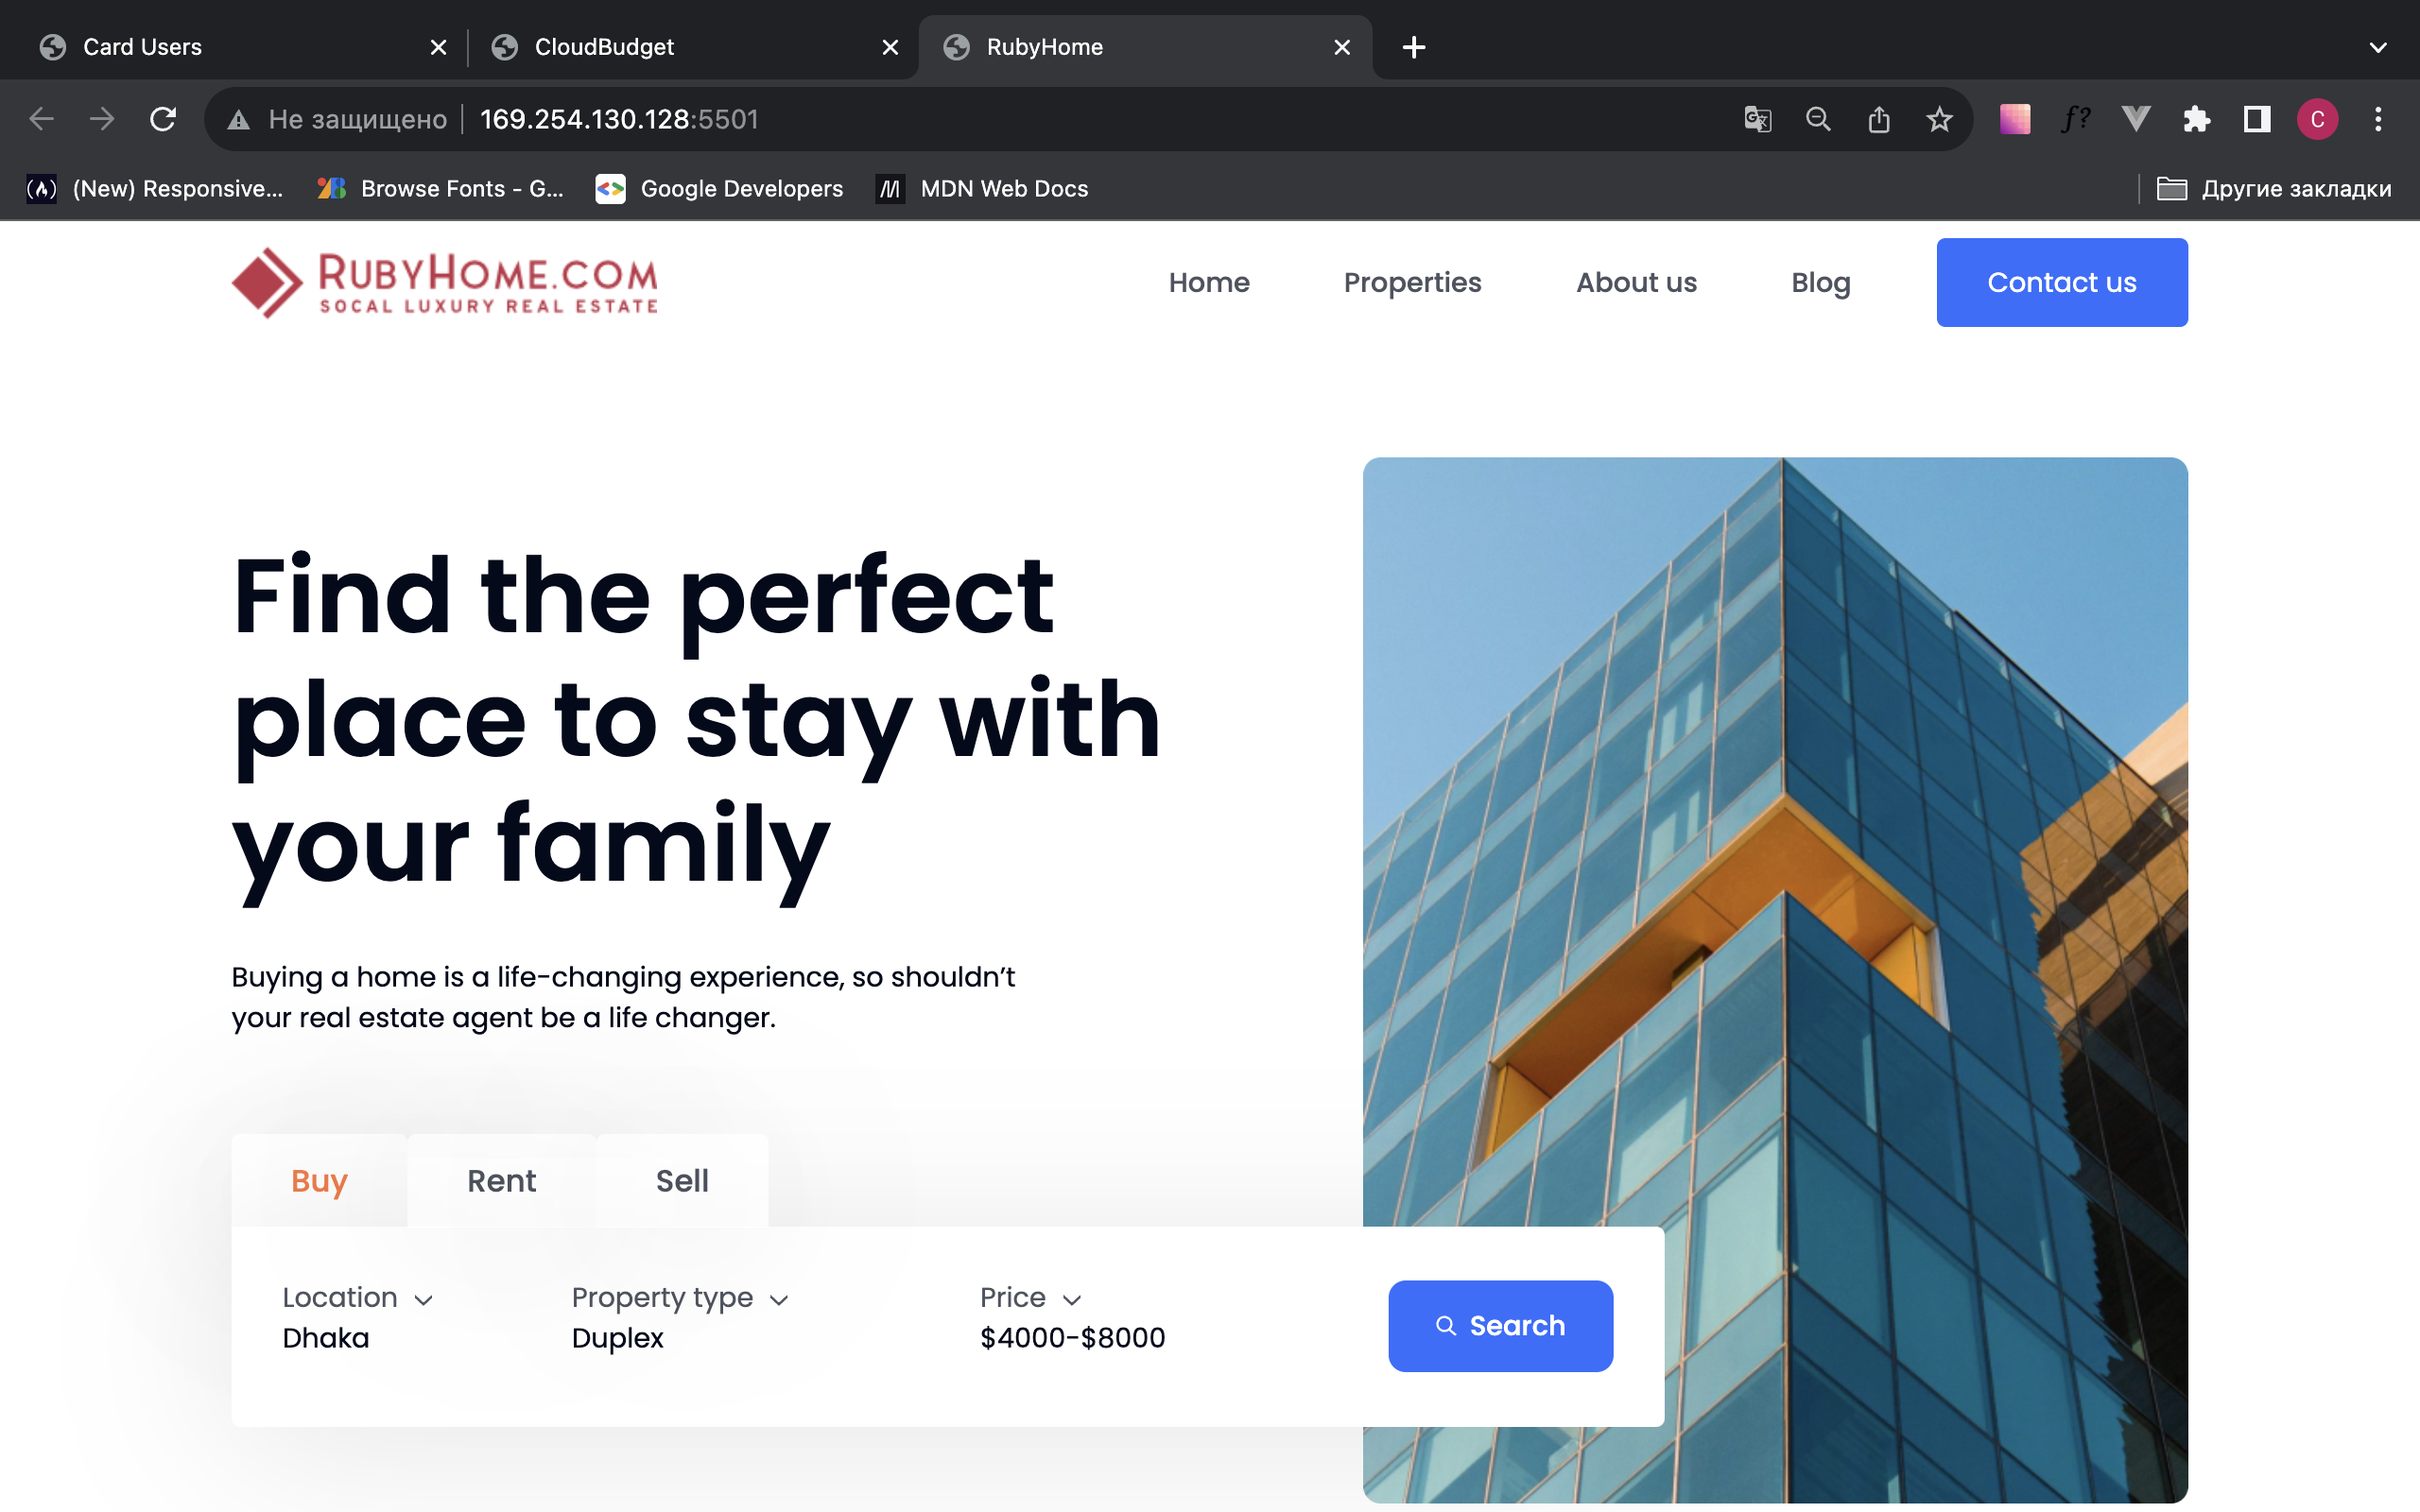 Card Users
CloudBudget
RubyHome
Не защищено
169.254.130.128:5501
f?
C
(New) Responsive...
Browse Fonts - G...
Google Developers
MDN Web Docs
Другие закладки
RUBYHOME.COM
SOCAL LUXURY REAL ESTATE
Home
Properties
About us
Blog
Contact us
Find the perfect
place to stay with
your family
Buying a home is a life-changing experience, so shouldn’t
your real estate agent be a life changer.
Buy
Rent
Sell
Location
Property type
Price
Dhaka
Duplex
$4000-$8000
Search